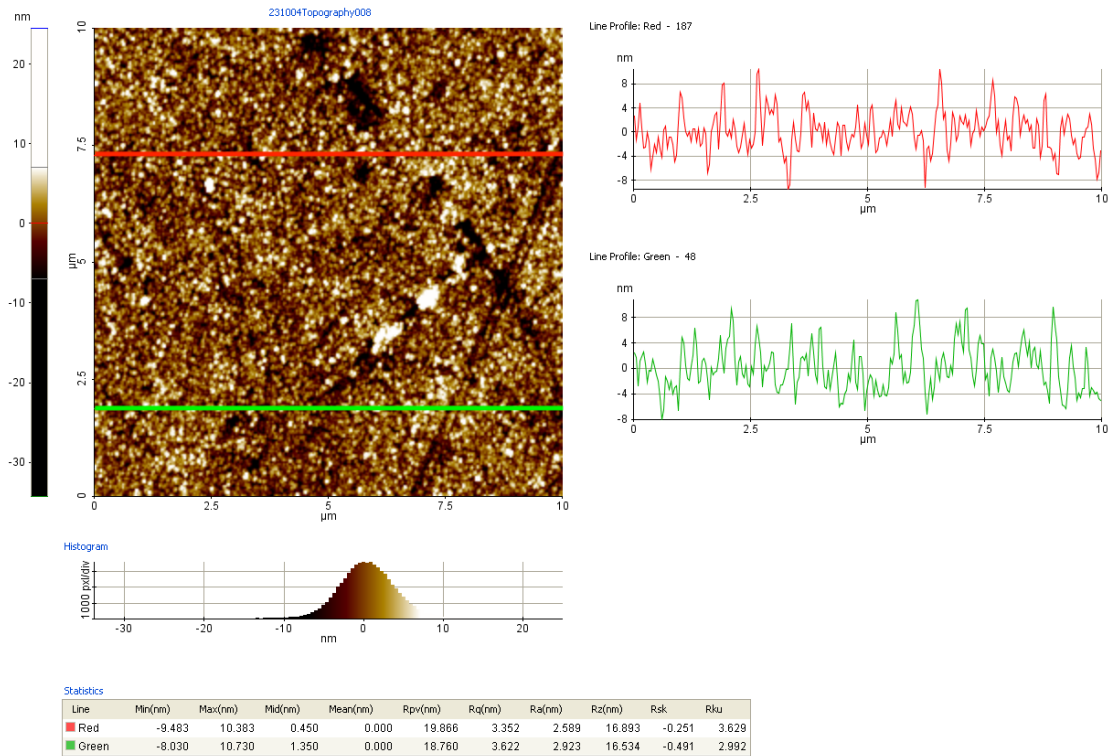 nm
231004Topography008
20
10
0
-10
-20
-30
10
7.5
5
µm
2.5
0
0 2.5 5 7.5 10
µm
Line Profile: Red - 187
nm
8
4
0
-4
-8
0 2.5 5 7.5 10
µm
Line Profile: Green - 48
nm
8
4
0
-4
-8
0 2.5 5 7.5 10
µm
Histogram
1000 pxl/div
-30 -20 -10 0 10 20
nm
Statistics
Line Min(nm) Max(nm) Mid(nm) Mean(nm) Rpv(nm) Rq(nm) Ra(nm) Rz(nm) Rsk Rku
Red -9.483 10.383 0.450 0.000 19.866 3.352 2.589 16.893 -0.251 3.629
Green -8.030 10.730 1.350 0.000 18.760 3.622 2.923 16.534 -0.491 2.992